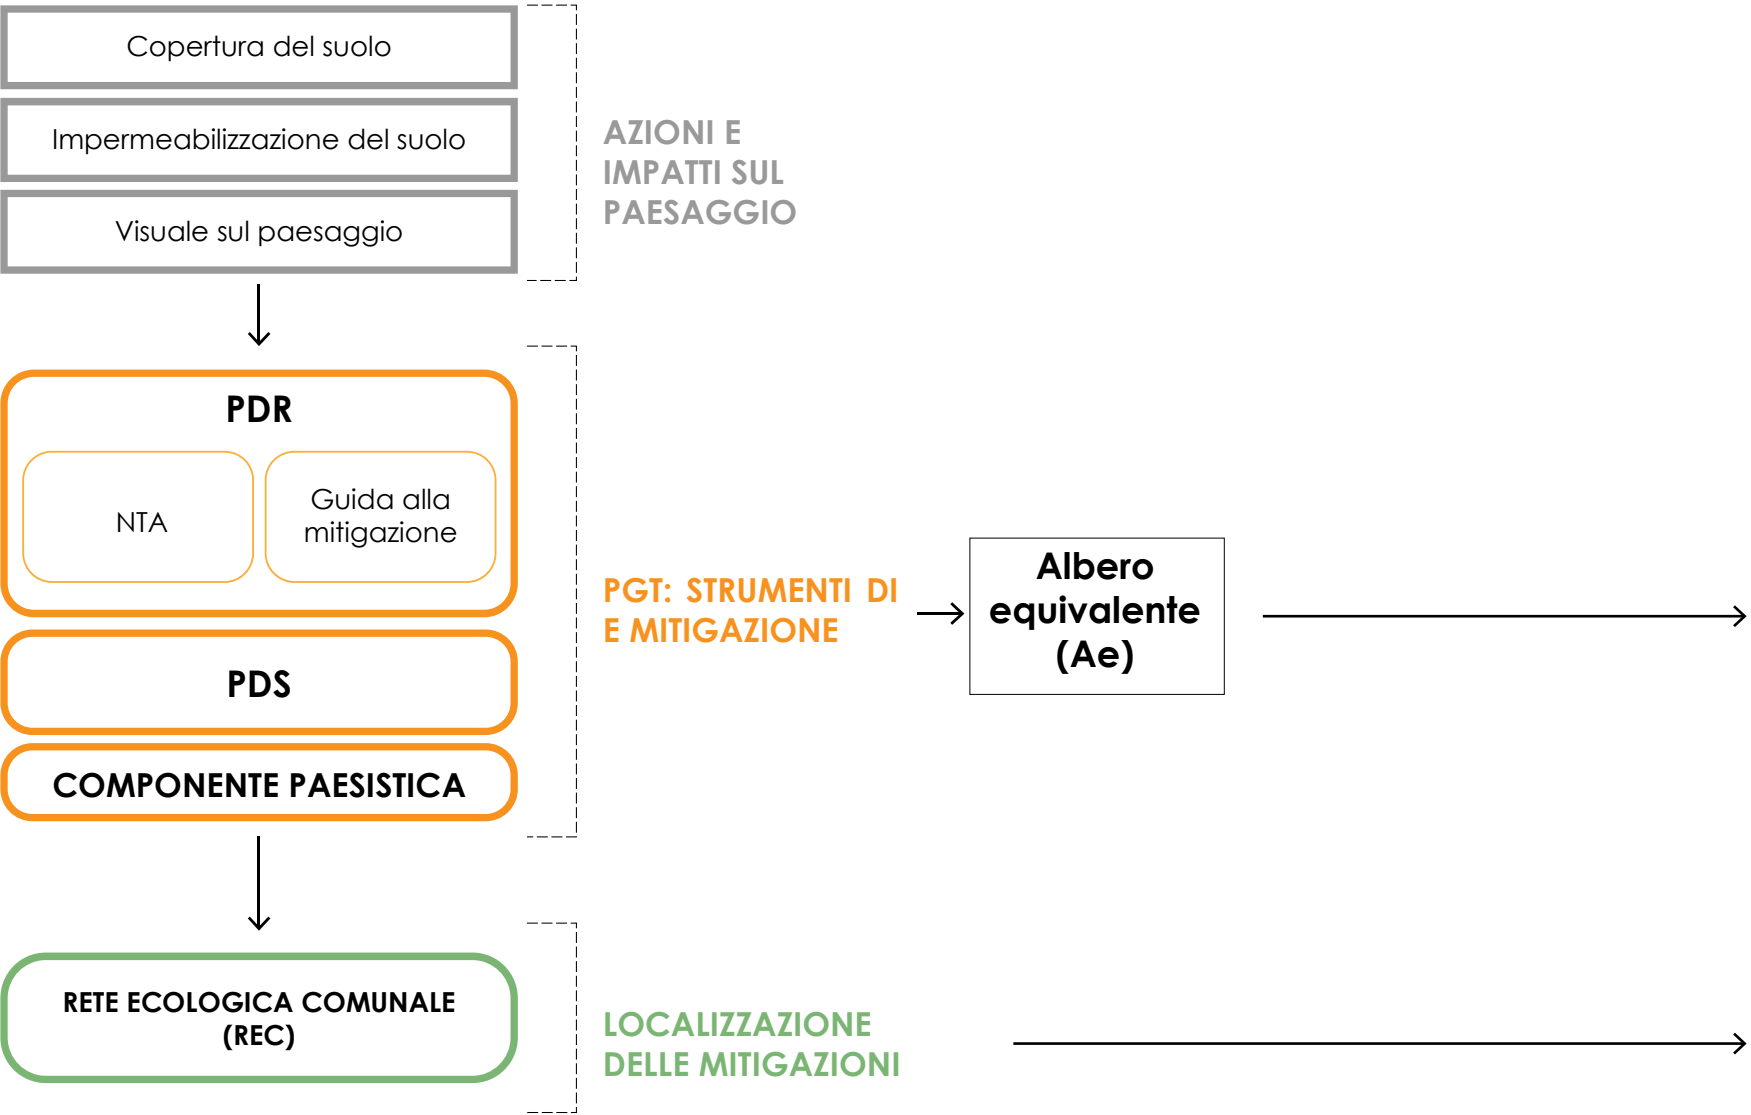 Copertura del suolo
Impermeabilizzazione del suolo
Visuale sul paesaggio
AZIONI E
IMPATTI SUL
PAESAGGIO
PDR
NTA
Guida alla
mitigazione
PDS
COMPONENTE PAESISTICA
PGT: STRUMENTI DI
E MITIGAZIONE
Albero
equivalente
(Ae)
RETE ECOLOGICA COMUNALE
(REC)
LOCALIZZAZIONE
DELLE MITIGAZIONI